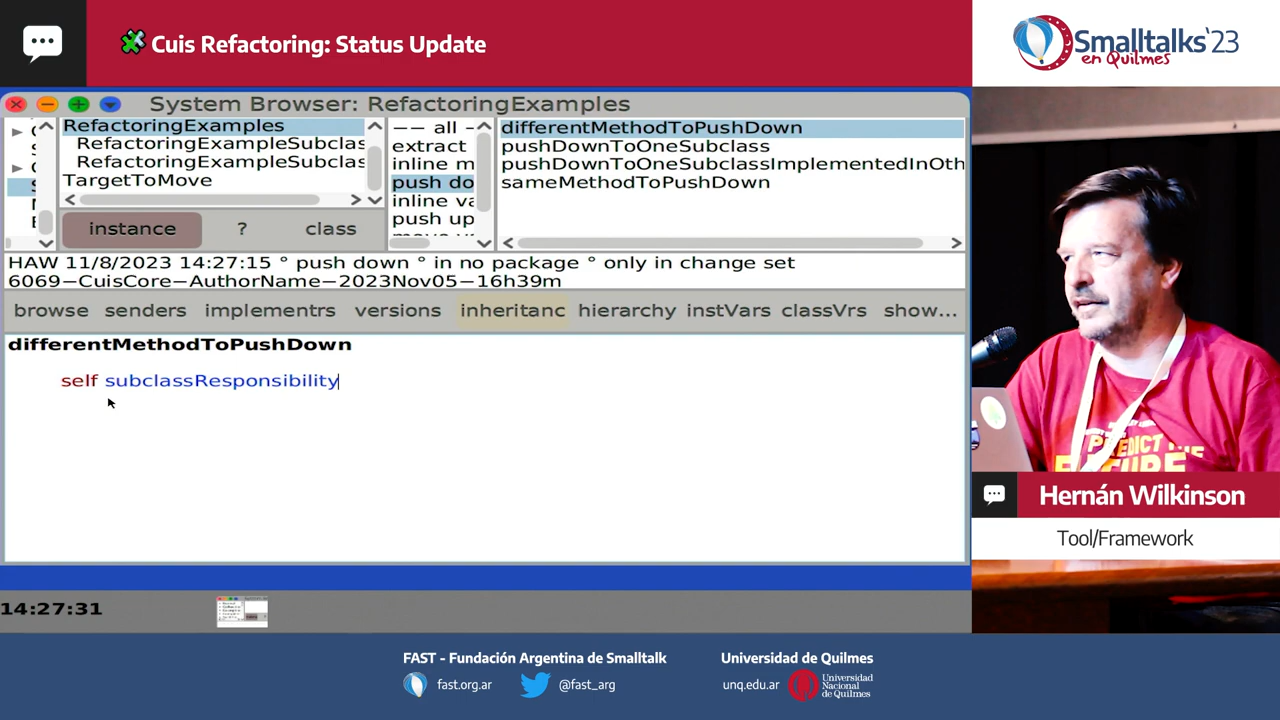 Cuis Refactoring: Status Update
Smalltalks'23
en Quilmes
System Browser: RefactoringExamples
RefactoringExamples
RefactoringExampleSubclas
RefactoringExampleSubclas
TargetToMove
instance
?
class
-- all -
extract
inline m
push do
inline va
push up
differentMethodToPushDown
pushDownToOneSubclass
pushDownToOneSubclassImplementedInOth
sameMethodToPushDown
HAW 11/8/2023 14:27:15 ° push down ° in no package ° only in change set
6069-CuisCore-AuthorName-2023Nov05-16h39m
browse senders implementrs versions inheritanc hierarchy instVars classVrs show...
differentMethodToPushDown
self subclassResponsibility
14:27:31
PREDICT THE
FUTURE
Hernán Wilkinson
Tool/Framework
FAST - Fundación Argentina de Smalltalk
fast.org.ar
@fast_arg
Universidad de Quilmes
unq.edu.ar
Universidad
Nacional
de Quilmes